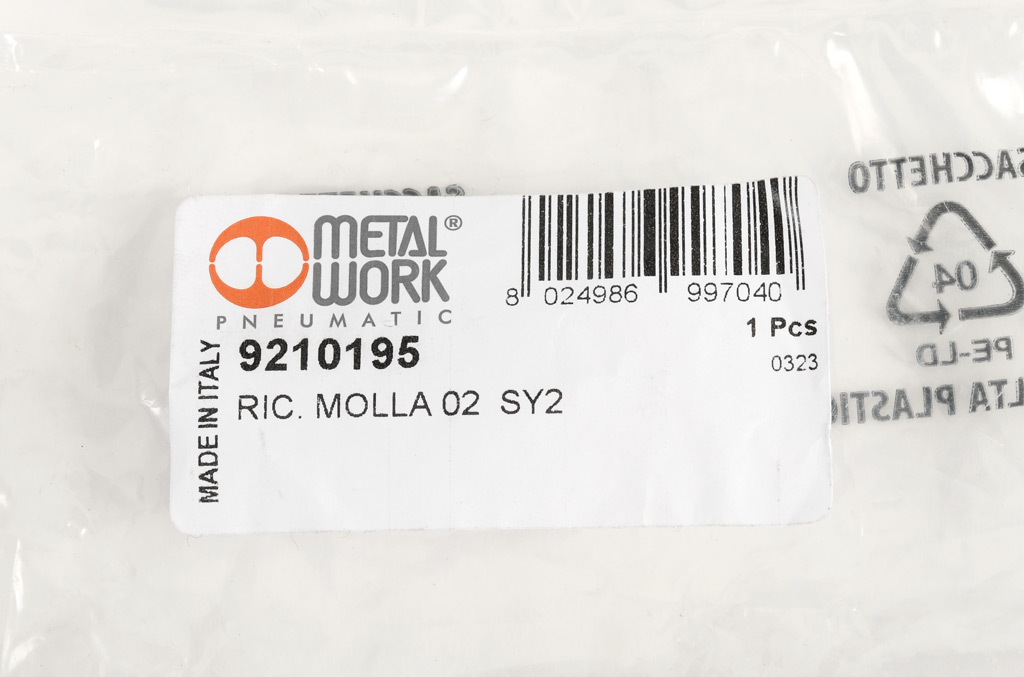 METAL®
WORK
PNEUMATIC
MADE IN ITALY
9210195
RIC. MOLLA 02 SY2
8 024986 997040
1 Pcs
0323
SACCHETTO
04
PE-LD
LTA PLASTIC